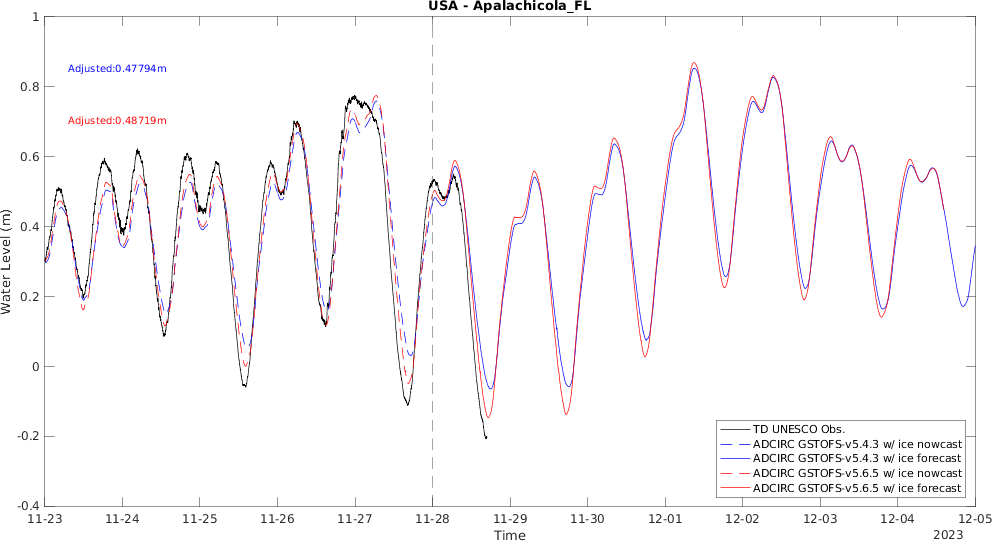 USA - Apalachicola_FL
1
0.8
0.6
0.4
0.2
0
-0.2
-0.4
Water Level (m)
Adjusted:0.47794m
Adjusted:0.48719m
TD UNESCO Obs.
ADCIRC GSTOFS-v5.4.3 w/ ice nowcast
ADCIRC GSTOFS-v5.4.3 w/ ice forecast
ADCIRC GSTOFS-v5.6.5 w/ ice nowcast
ADCIRC GSTOFS-v5.6.5 w/ ice forecast
11-23 11-24 11-25 11-26 11-27 11-28 11-29 11-30 12-01 12-02 12-03 12-04 12-05
Time
2023